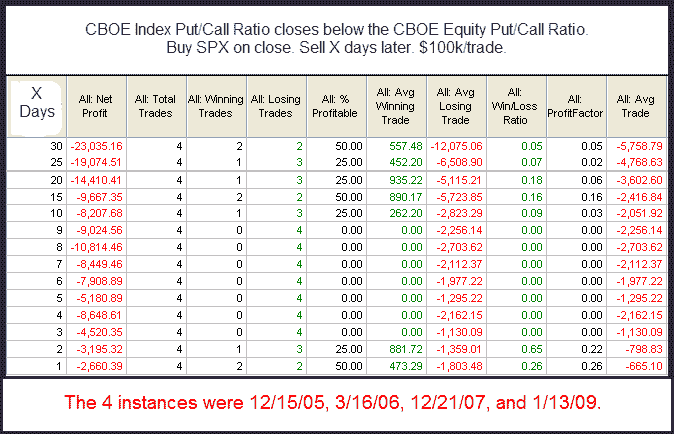 CBOE Index Put/Call Ratio closes below the CBOE Equity Put/Call Ratio.
Buy SPX on close. Sell X days later. $100k/trade.
X Days All: Net Profit All: Total Trades All: Winning Trades All: Losing Trades All: % Profitable All: Avg Winning Trade All: Avg Losing Trade All: Win/Loss Ratio All: ProfitFactor All: Avg Trade
30 -23,035.16 4 2 2 50.00 557.48 -12,075.06 0.05 0.05 -5,758.79
25 -19,074.51 4 1 3 25.00 452.20 -6,508.90 0.07 0.02 -4,768.63
20 -14,410.41 4 1 3 25.00 935.22 -5,115.21 0.18 0.06 -3,602.60
15 -9,667.35 4 2 2 50.00 890.17 -5,723.85 0.16 0.16 -2,416.84
10 -8,207.68 4 1 3 25.00 262.20 -2,823.29 0.09 0.03 -2,051.92
9 -9,024.56 4 0 4 0.00 0.00 -2,256.14 0.00 0.00 -2,256.14
8 -10,814.46 4 0 4 0.00 0.00 -2,703.62 0.00 0.00 -2,703.62
7 -8,449.46 4 0 4 0.00 0.00 -2,112.37 0.00 0.00 -2,112.37
6 -7,908.89 4 0 4 0.00 0.00 -1,977.22 0.00 0.00 -1,977.22
5 -5,180.89 4 0 4 0.00 0.00 -1,295.22 0.00 0.00 -1,295.22
4 -8,648.61 4 0 4 0.00 0.00 -2,162.15 0.00 0.00 -2,162.15
3 -4,520.35 4 0 4 0.00 0.00 -1,130.09 0.00 0.00 -1,130.09
2 -3,195.32 4 1 3 25.00 881.72 -1,359.01 0.65 0.22 -798.83
1 -2,660.39 4 2 2 50.00 473.29 -1,803.48 0.26 0.26 -665.10
The 4 instances were 12/15/05, 3/16/06, 12/21/07, and 1/13/09.